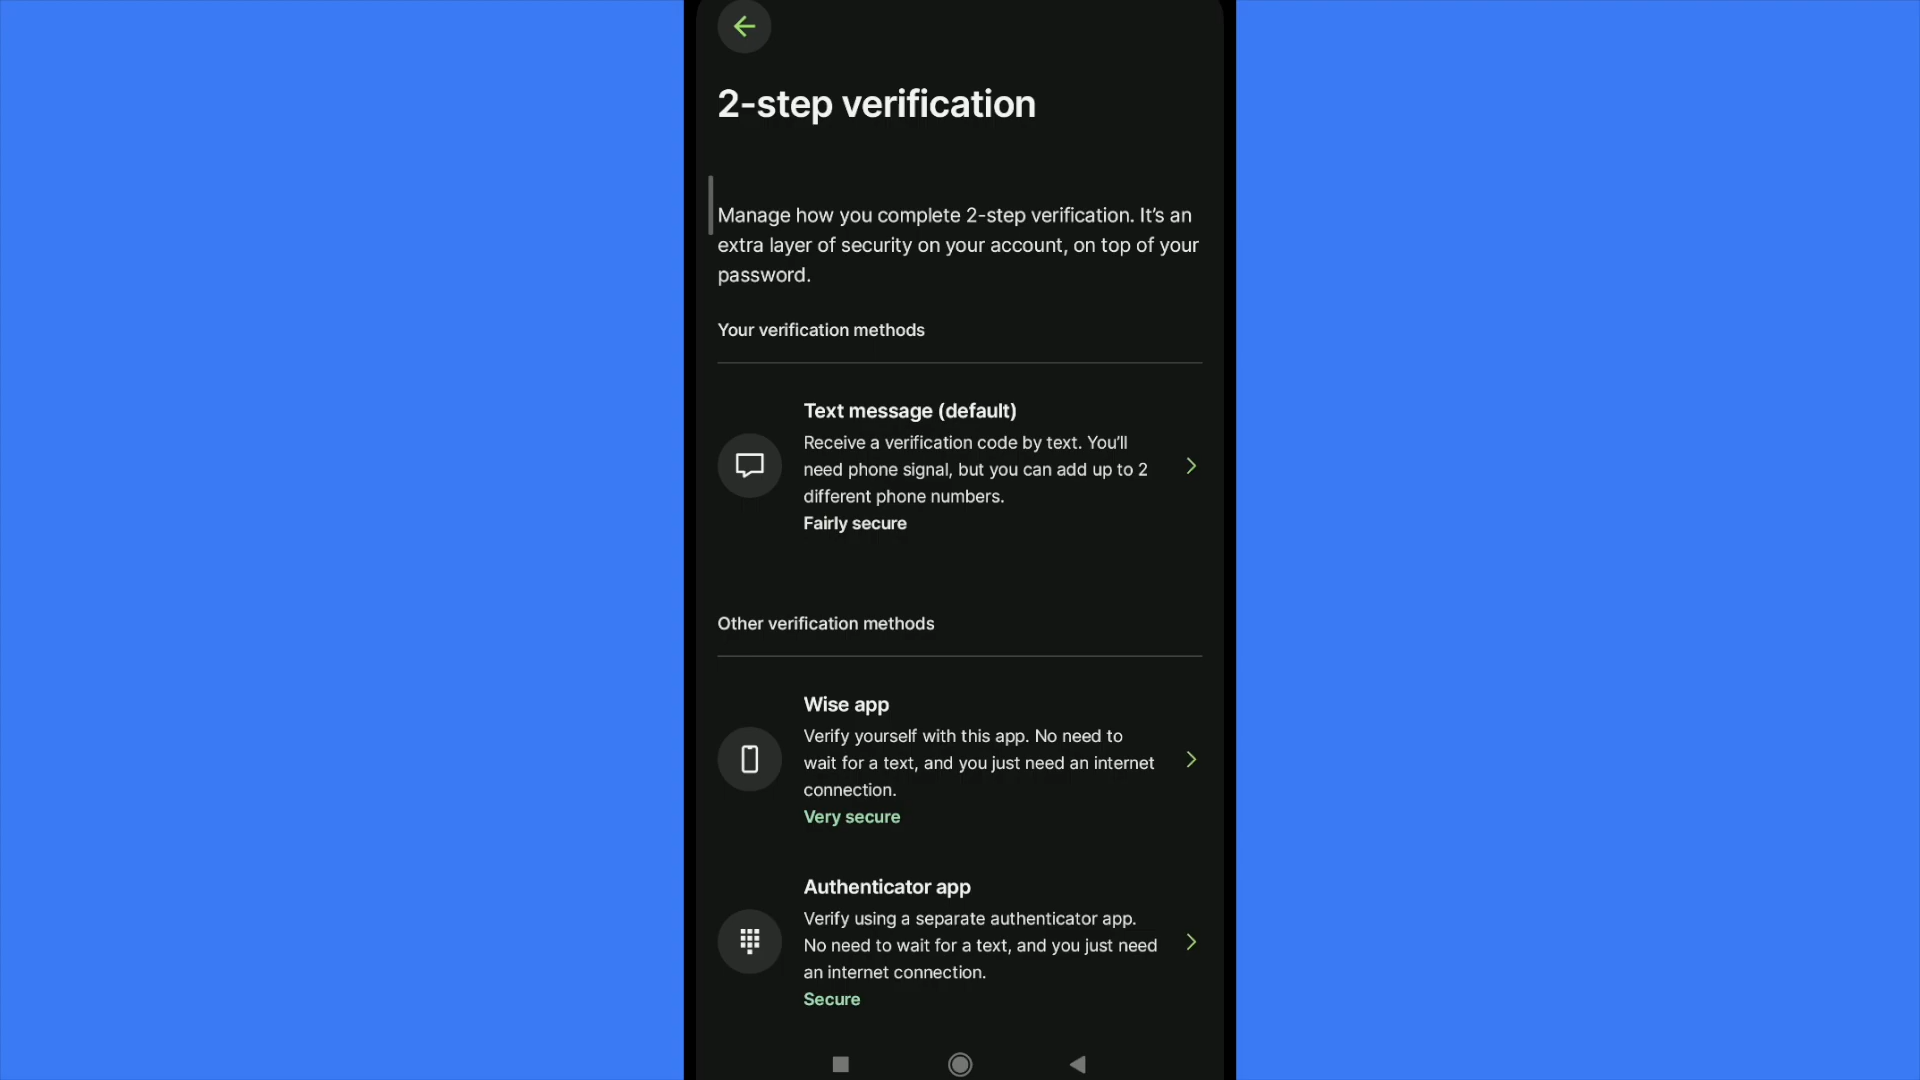 2-step verification
Manage how you complete 2-step verification. It’s an
extra layer of security on your account, on top of your
password.
Your verification methods
Text message (default)
Receive a verification code by text. You’ll
need phone signal, but you can add up to 2
different phone numbers.
Fairly secure
Other verification methods
Wise app
Verify yourself with this app. No need to
wait for a text, and you just need an internet
connection.
Very secure
Authenticator app
Verify using a separate authenticator app.
No need to wait for a text, and you just need
an internet connection.
Secure